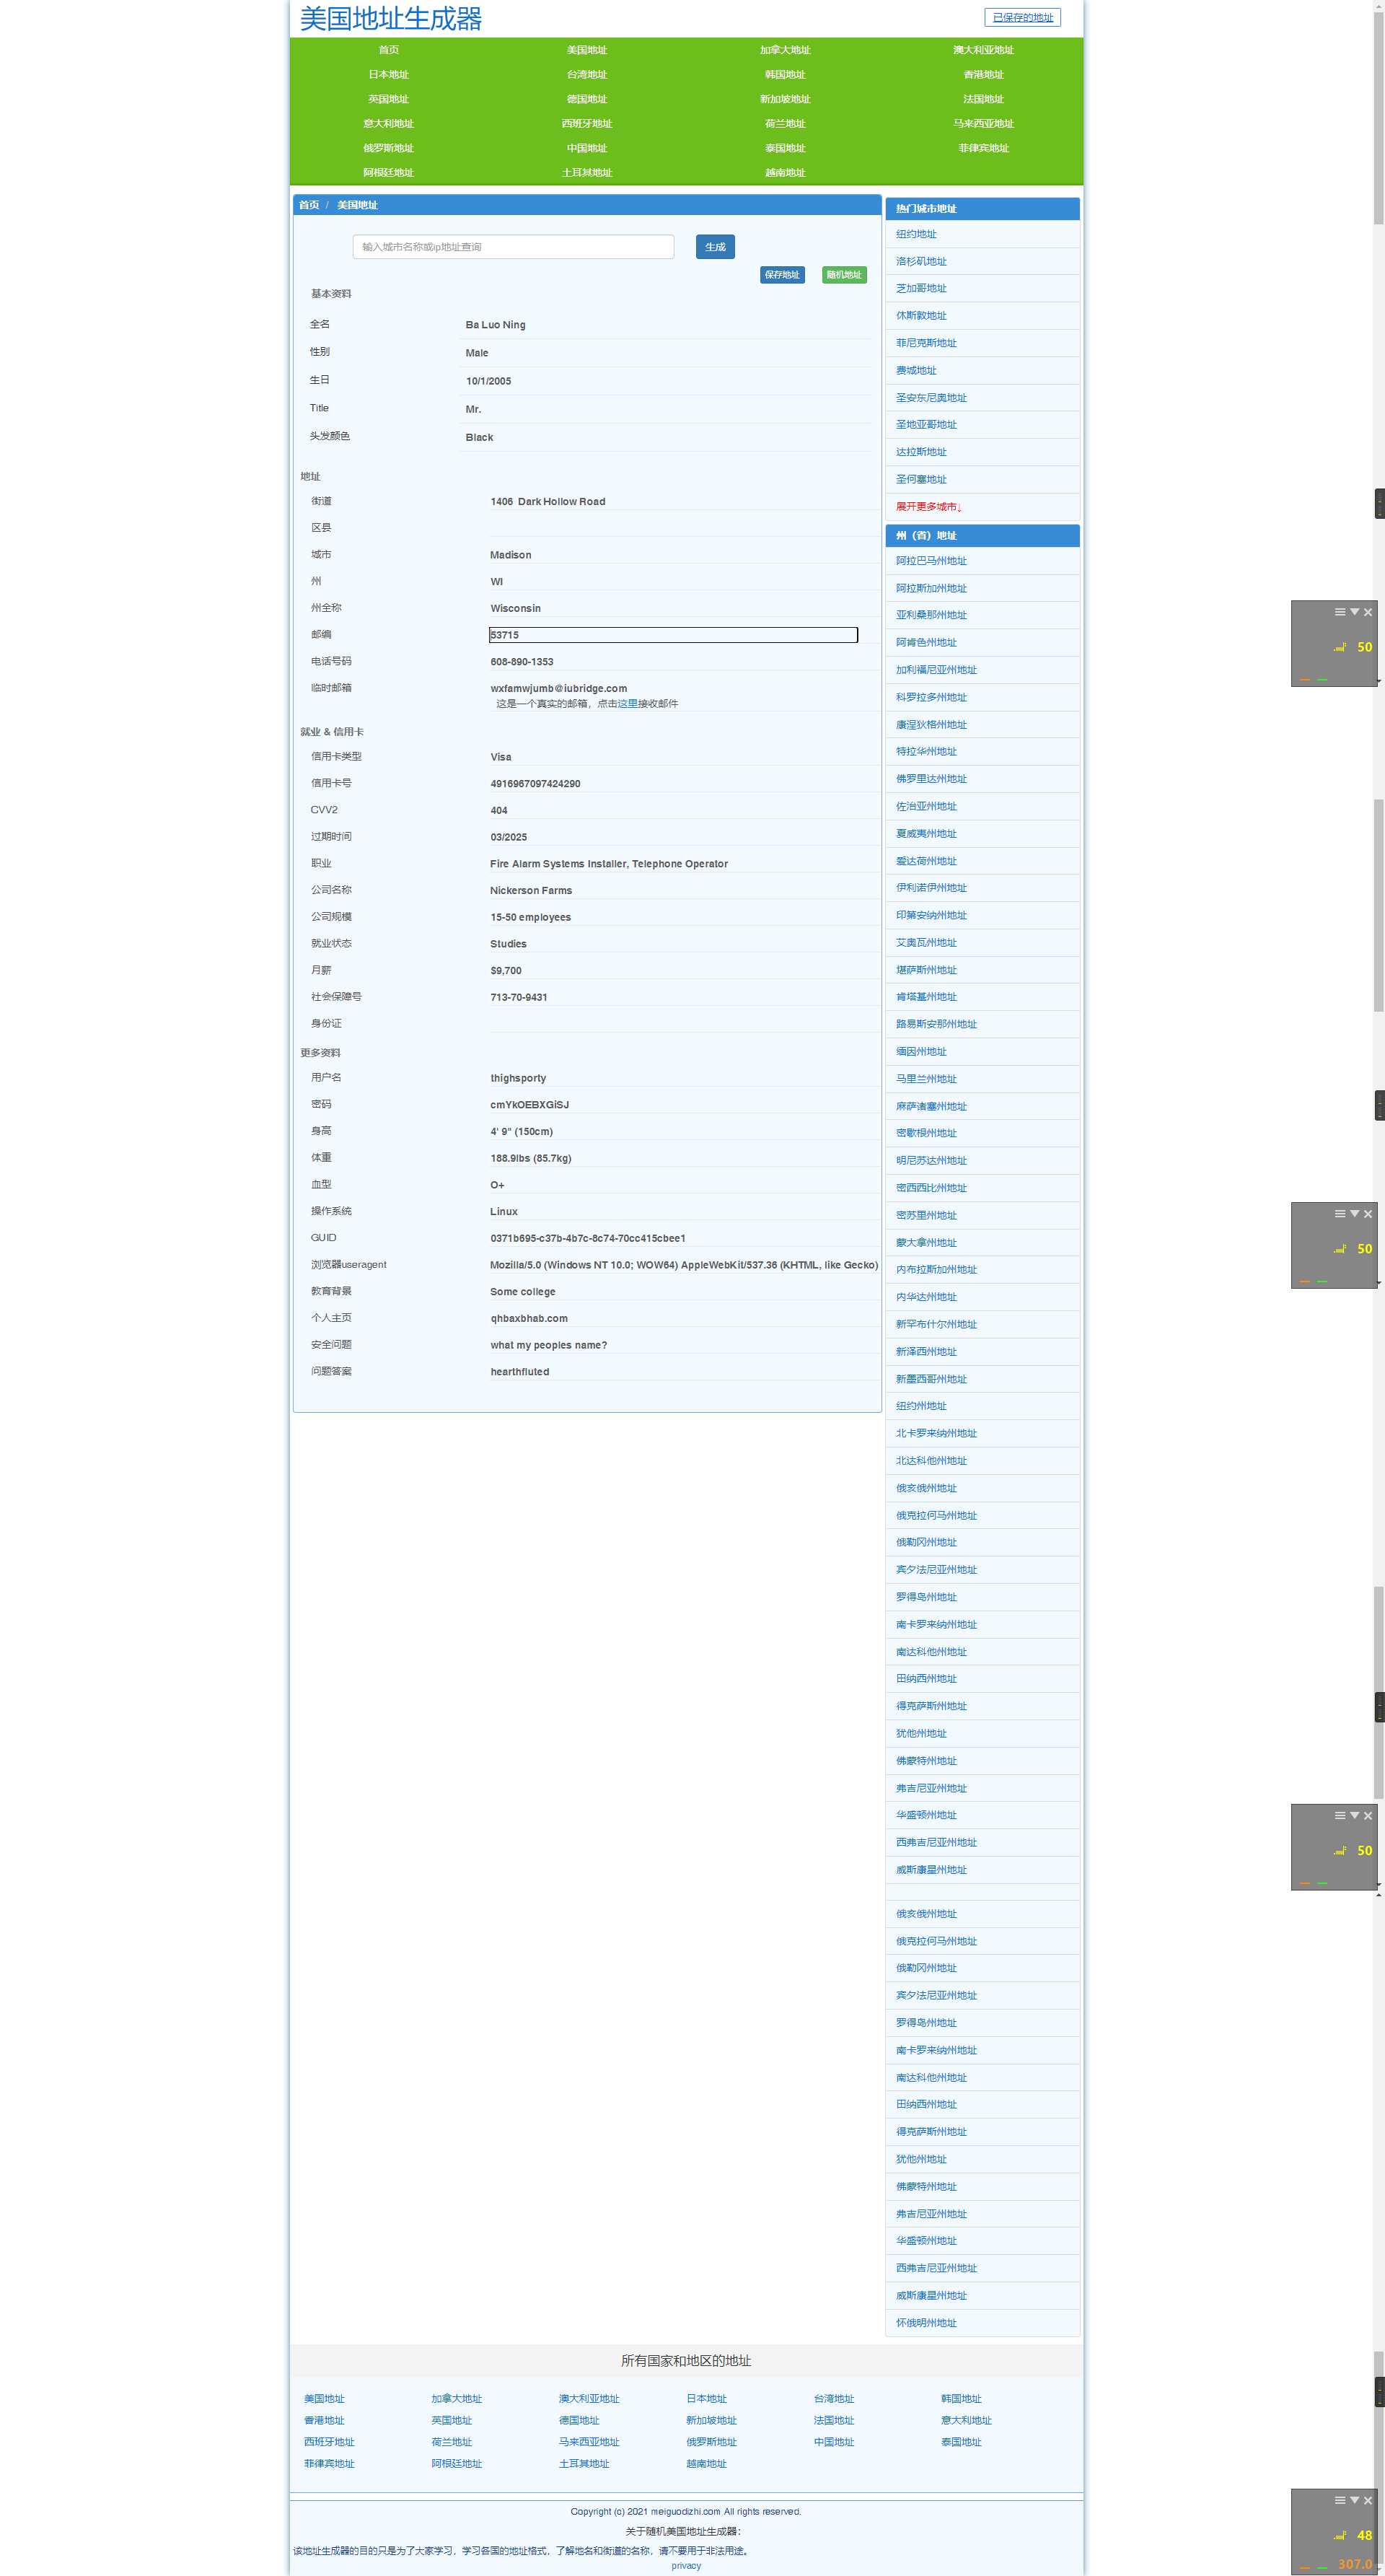 美国地址生成器
已保存的地址
首页 美国地址 加拿大地址 澳大利亚地址
日本地址 台湾地址 韩国地址 香港地址
英国地址 德国地址 新加坡地址 法国地址
意大利地址 西班牙地址 荷兰地址 马来西亚地址
俄罗斯地址 中国地址 泰国地址 菲律宾地址
阿根廷地址 土耳其地址 越南地址
首页 / 美国地址
输入城市名称或ip地址查询 生成
保存地址 随机地址
基本资料
全名 Ba Luo Ning
性别 Male
生日 10/1/2005
Title Mr.
头发颜色 Black
地址
街道 1406 Dark Hollow Road
区县
城市 Madison
州 WI
州全称 Wisconsin
邮编 53715
电话号码 608-890-1353
临时邮箱 wxfamwjumb@iubridge.com
这是一个真实的邮箱，点击这里接收邮件
就业 & 信用卡
信用卡类型 Visa
信用卡号 4916967097424290
CVV2 404
过期时间 03/2025
职业 Fire Alarm Systems Installer, Telephone Operator
公司名称 Nickerson Farms
公司规模 15-50 employees
就业状态 Studies
月薪 $9,700
社会保障号 713-70-9431
身份证
更多资料
用户名 thighsporty
密码 cmYkOEBXGiSJ
身高 4' 9" (150cm)
体重 188.9lbs (85.7kg)
血型 O+
操作系统 Linux
GUID 0371b695-c37b-4b7c-8c74-70cc415cbee1
浏览器useragent Mozilla/5.0 (Windows NT 10.0; WOW64) AppleWebKit/537.36 (KHTML, like Gecko)
教育背景 Some college
个人主页 qhbaxbhab.com
安全问题 what my peoples name?
问题答案 hearthfluted
热门城市地址
纽约地址
洛杉矶地址
芝加哥地址
休斯敦地址
菲尼克斯地址
费城地址
圣安东尼奥地址
圣地亚哥地址
达拉斯地址
圣何塞地址
展开更多城市↓
州（省）地址
阿拉巴马州地址
阿拉斯加州地址
亚利桑那州地址
阿肯色州地址
加利福尼亚州地址
科罗拉多州地址
康涅狄格州地址
特拉华州地址
佛罗里达州地址
佐治亚州地址
夏威夷州地址
爱达荷州地址
伊利诺伊州地址
印第安纳州地址
艾奥瓦州地址
堪萨斯州地址
肯塔基州地址
路易斯安那州地址
缅因州地址
马里兰州地址
麻萨诸塞州地址
密歇根州地址
明尼苏达州地址
密西西比州地址
密苏里州地址
蒙大拿州地址
内布拉斯加州地址
内华达州地址
新罕布什尔州地址
新泽西州地址
新墨西哥州地址
纽约州地址
北卡罗来纳州地址
北达科他州地址
俄亥俄州地址
俄克拉何马州地址
俄勒冈州地址
宾夕法尼亚州地址
罗得岛州地址
南卡罗来纳州地址
南达科他州地址
田纳西州地址
得克萨斯州地址
犹他州地址
佛蒙特州地址
弗吉尼亚州地址
华盛顿州地址
西弗吉尼亚州地址
威斯康星州地址
俄亥俄州地址
俄克拉何马州地址
俄勒冈州地址
宾夕法尼亚州地址
罗得岛州地址
南卡罗来纳州地址
南达科他州地址
田纳西州地址
得克萨斯州地址
犹他州地址
佛蒙特州地址
弗吉尼亚州地址
华盛顿州地址
西弗吉尼亚州地址
威斯康星州地址
怀俄明州地址
50
50
50
48
307.0
所有国家和地区的地址
美国地址 加拿大地址 澳大利亚地址 日本地址 台湾地址 韩国地址
香港地址 英国地址 德国地址 新加坡地址 法国地址 意大利地址
西班牙地址 荷兰地址 马来西亚地址 俄罗斯地址 中国地址 泰国地址
菲律宾地址 阿根廷地址 土耳其地址 越南地址
Copyright (c) 2021 meiguodizhi.com All rights reserved.
关于随机美国地址生成器：
该地址生成器的目的只是为了大家学习，学习各国的地址格式，了解地名和街道的名称，请不要用于非法用途。
privacy